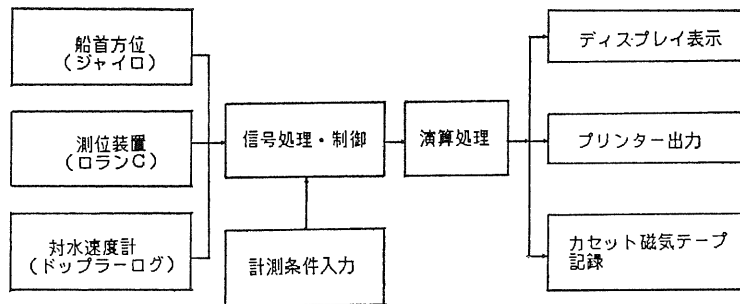 船首方位
(ジャイロ)
測位装置
(ロランC)
対水速度計
(ドップラーログ)
信号処理・制御
計測条件入力
演算処理
ディスプレイ表示
プリンター出力
カセット磁気テープ
記録